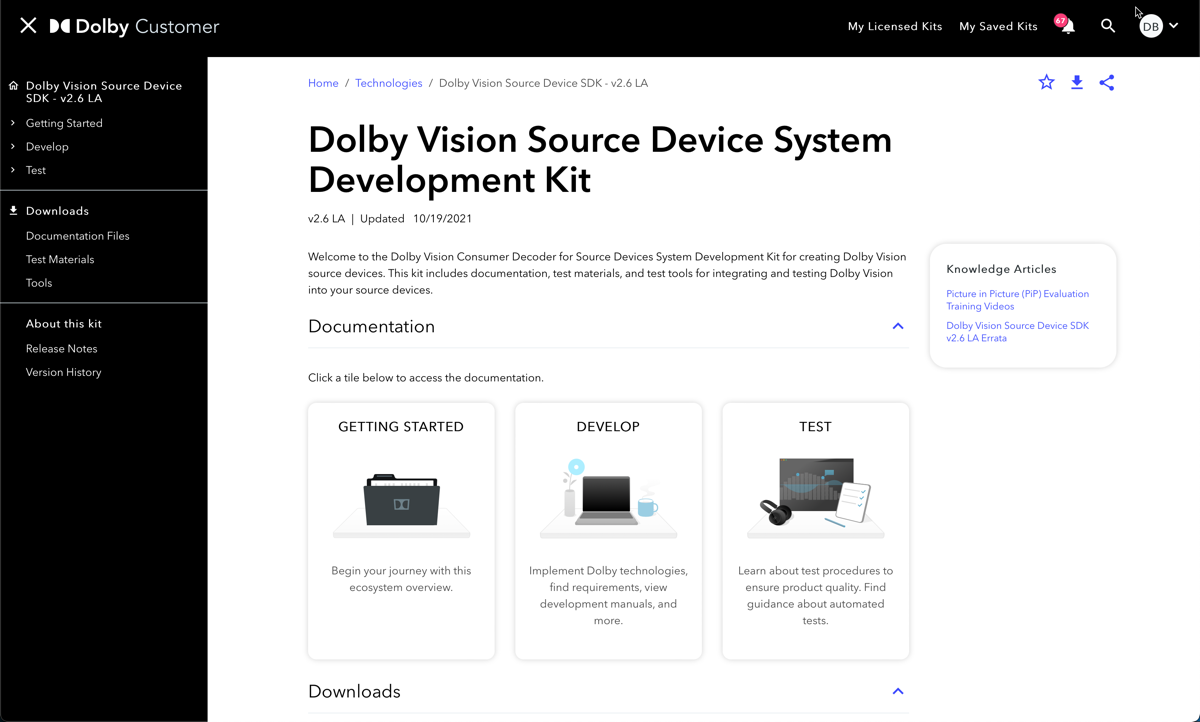 Dolby Customer
My Licensed Kits
My Saved Kits
67
DB
Dolby Vision Source Device
SDK - v2.6 LA
Getting Started
Develop
Test
Downloads
Documentation Files
Test Materials
Tools
About this kit
Release Notes
Version History
Home / Technologies / Dolby Vision Source Device SDK - v2.6 LA
Dolby Vision Source Device System
Development Kit
v2.6 LA | Updated 10/19/2021
Welcome to the Dolby Vision Consumer Decoder for Source Devices System Development Kit for creating Dolby Vision
source devices. This kit includes documentation, test materials, and test tools for integrating and testing Dolby Vision
into your source devices.
Knowledge Articles
Picture in Picture (PiP) Evaluation
Training Videos
Dolby Vision Source Device SDK
v2.6 LA Errata
Documentation
Click a tile below to access the documentation.
GETTING STARTED
Begin your journey with this
ecosystem overview.
DEVELOP
Implement Dolby technologies,
find requirements, view
development manuals, and
more.
TEST
Learn about test procedures to
ensure product quality. Find
guidance about automated
tests.
Downloads